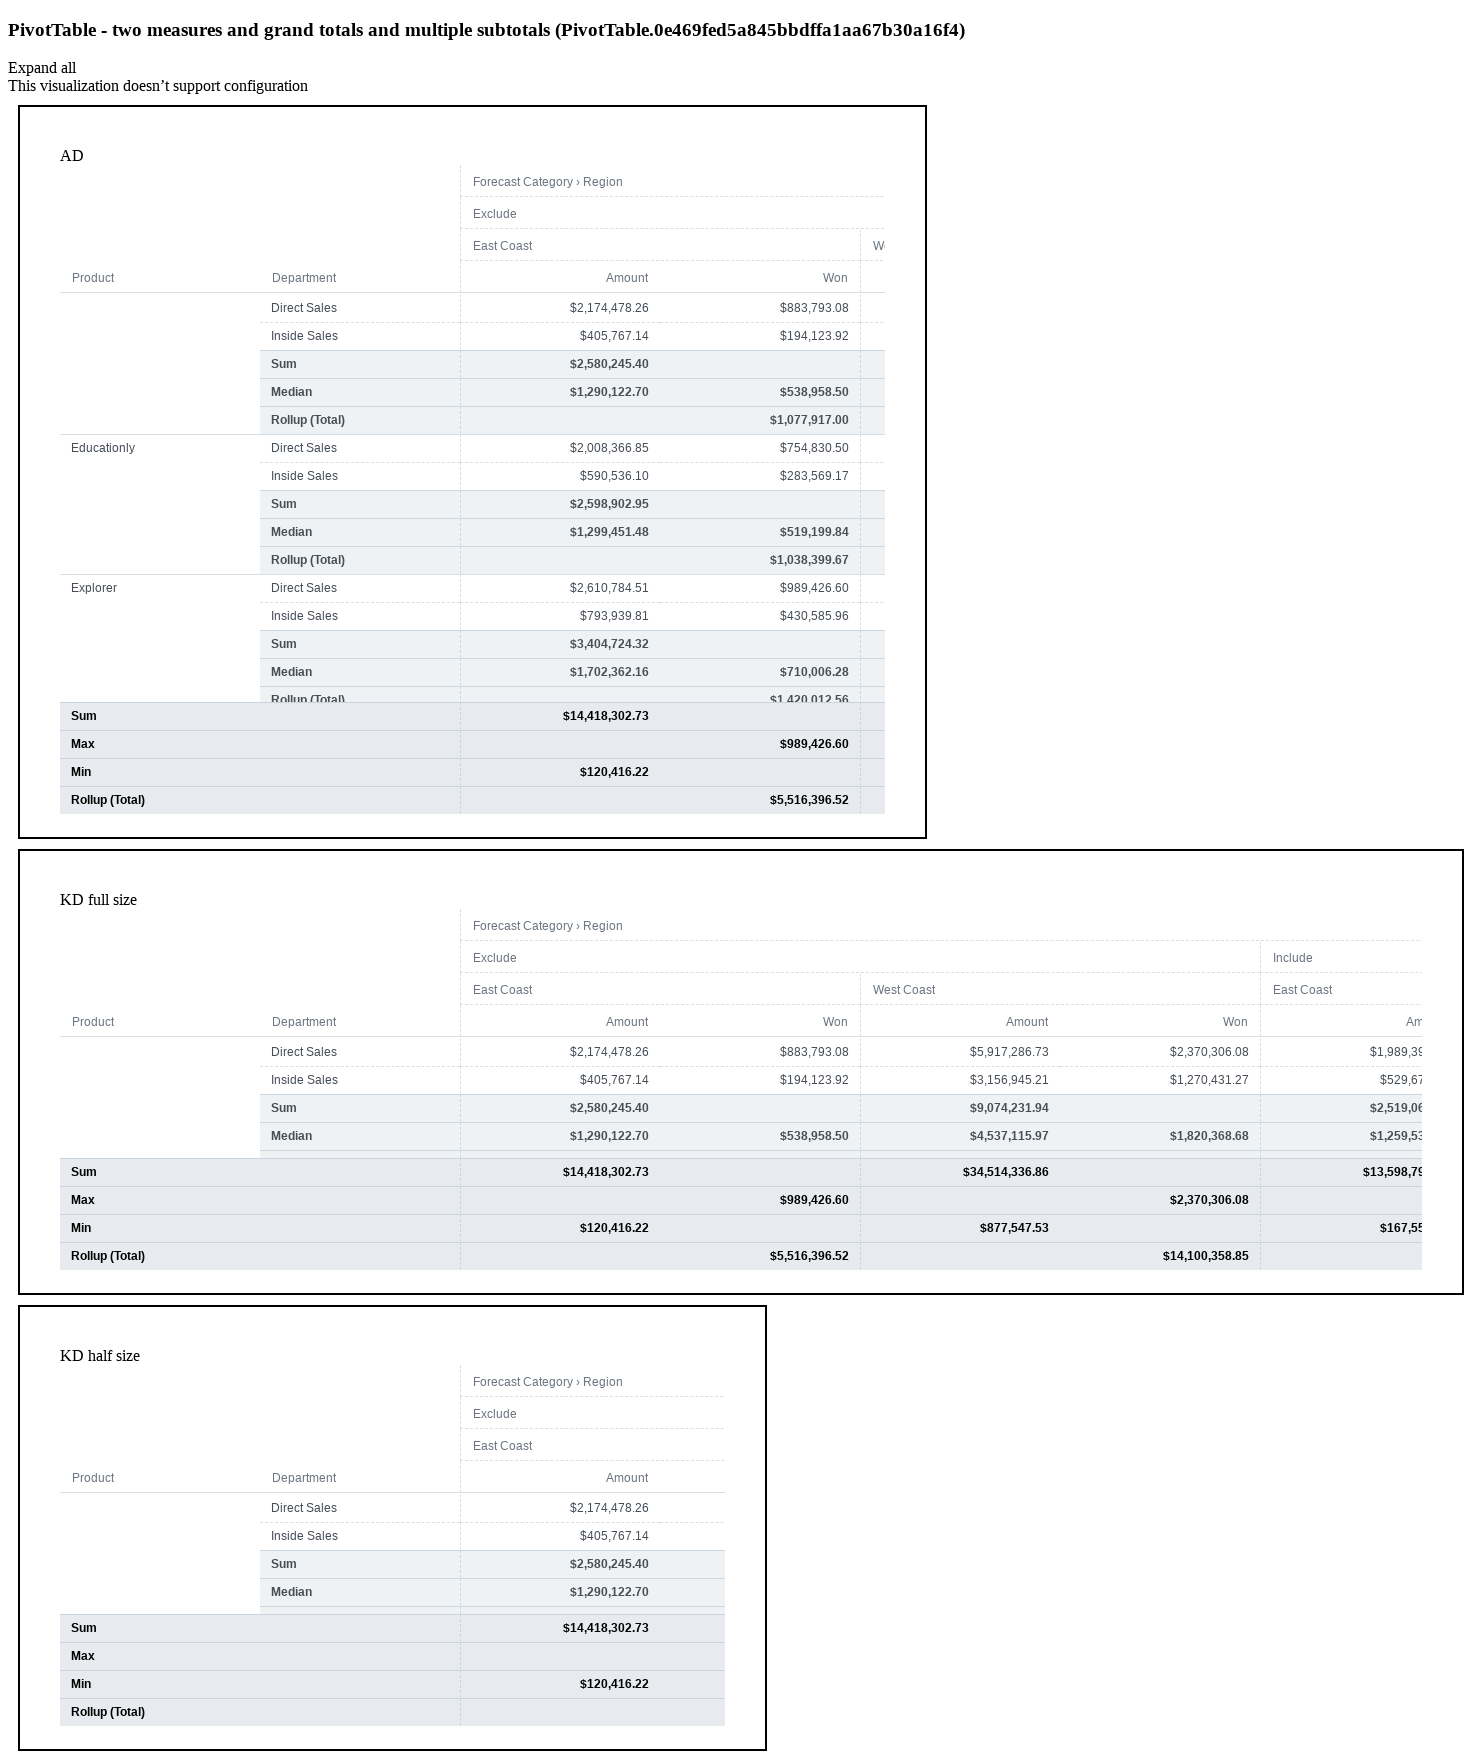 PivotTable - two measures and grand totals and multiple subtotals (PivotTable.0e469fed5a845bbdffa1aa67b30a16f4)
Expand all
This visualization doesn’t support configuration
AD
Forecast Category › Region
Exclude
East Coast
Product Department Amount Won
Direct Sales $2,174,478.26 $883,793.08
Inside Sales $405,767.14 $194,123.92
Sum $2,580,245.40
Median $1,290,122.70 $538,958.50
Rollup (Total) $1,077,917.00
Educationly Direct Sales $2,008,366.85 $754,830.50
Inside Sales $590,536.10 $283,569.17
Sum $2,598,902.95
Median $1,299,451.48 $519,199.84
Rollup (Total) $1,038,399.67
Explorer Direct Sales $2,610,784.51 $989,426.60
Inside Sales $793,939.81 $430,585.96
Sum $3,404,724.32
Median $1,702,362.16 $710,006.28
Rollup (Total) $1,420,012.56
Sum $14,418,302.73
Max $989,426.60
Min $120,416.22
Rollup (Total) $5,516,396.52
KD full size
Forecast Category › Region
Exclude Include
East Coast West Coast East Coast
Product Department Amount Won Amount Won Am
Direct Sales $2,174,478.26 $883,793.08 $5,917,286.73 $2,370,306.08 $1,989,39
Inside Sales $405,767.14 $194,123.92 $3,156,945.21 $1,270,431.27 $529,67
Sum $2,580,245.40 $9,074,231.94 $2,519,06
Median $1,290,122.70 $538,958.50 $4,537,115.97 $1,820,368.68 $1,259,53
Sum $14,418,302.73 $34,514,336.86 $13,598,79
Max $989,426.60 $2,370,306.08
Min $120,416.22 $877,547.53 $167,55
Rollup (Total) $5,516,396.52 $14,100,358.85
KD half size
Forecast Category › Region
Exclude
East Coast
Product Department Amount
Direct Sales $2,174,478.26
Inside Sales $405,767.14
Sum $2,580,245.40
Median $1,290,122.70
Sum $14,418,302.73
Max
Min $120,416.22
Rollup (Total)